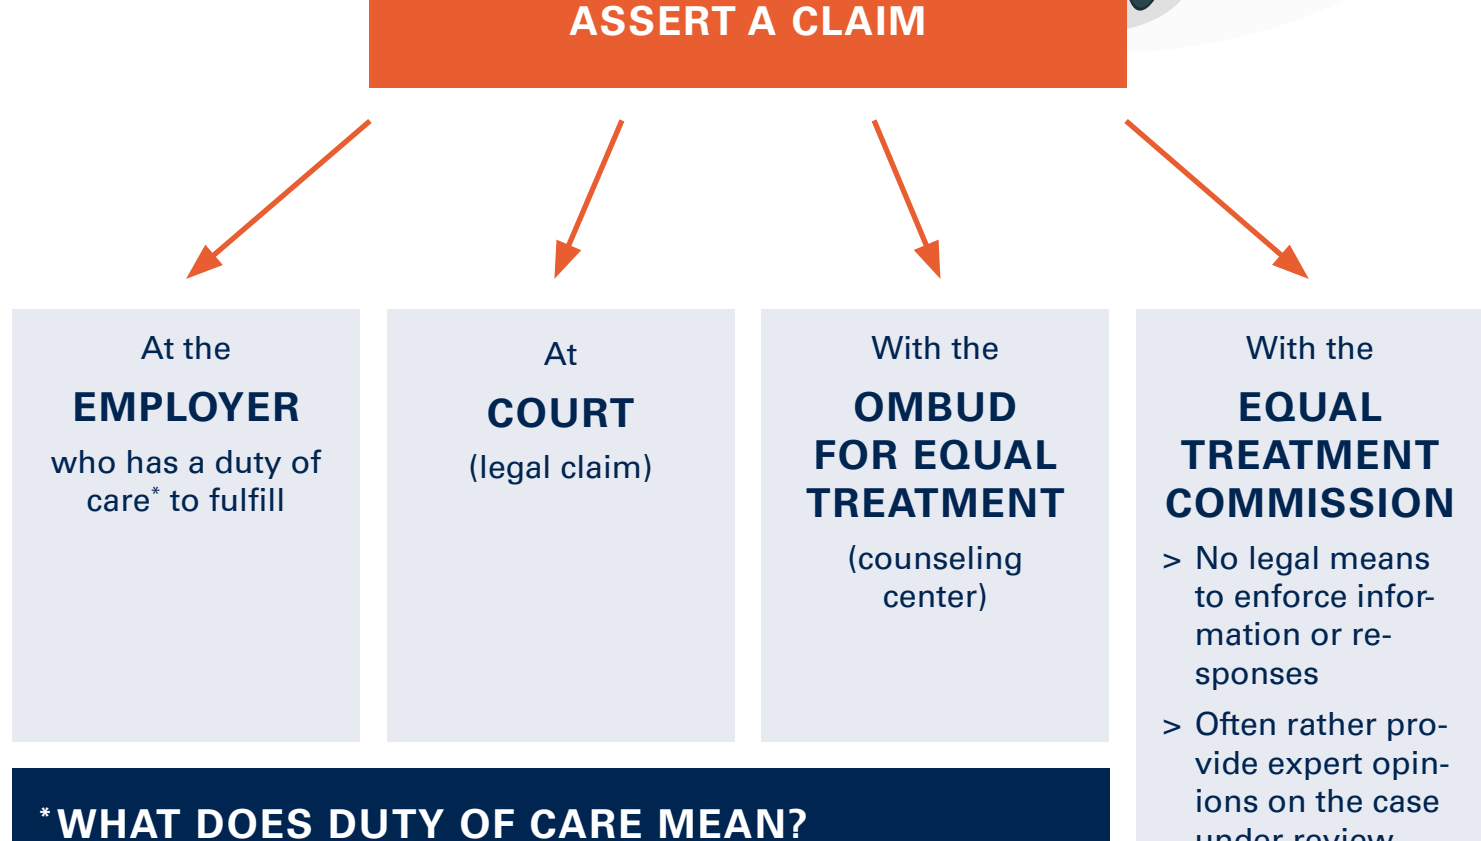 ASSERT A CLAIM
At the
EMPLOYER
who has a duty of
care* to fulfill
At
COURT
(legal claim)
With the
OMBUD
FOR EQUAL
TREATMENT
(counseling
center)
With the
EQUAL
TREATMENT
COMMISSION
> No legal means
to enforce infor-
mation or re-
sponses
> Often rather pro-
vide expert opin-
ions on the case
under review
*WHAT DOES DUTY OF CARE MEAN?